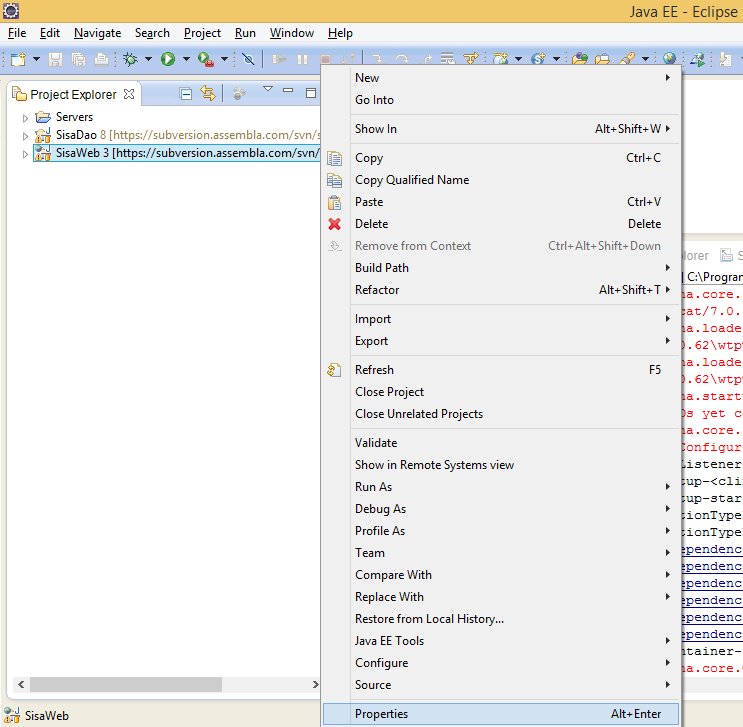 Java EE - Eclipse
File Edit Navigate Search Project Run Window Help
Project Explorer
Servers
SisaDao 8 [https://subversion.assembla.com/svn/s
SisaWeb 3 [https://subversion.assembla.com/svn/
New
Go Into
Show In Alt+Shift+W
Copy Ctrl+C
Copy Qualified Name
Paste Ctrl+V
Delete Delete
Remove from Context Ctrl+Alt+Shift+Down
Build Path
Refactor Alt+Shift+T
Import
Export
Refresh F5
Close Project
Close Unrelated Projects
Validate
Show in Remote Systems view
Run As
Debug As
Profile As
Team
Compare With
Replace With
Restore from Local History...
Java EE Tools
Configure
Source
Properties Alt+Enter
lorer S
C:\Program
na.core.
cat/7.0.
na.loade
0.62\wtp
na.loade
0.62\wtp
na.start
Os yet c
na.core.
Configur
Listener
tup-<cli
tup-star
tionType
tionType
ependenc
ependenc
ependenc
ependenc
ependenc
ependenc
ntainer-
na.core.
SisaWeb